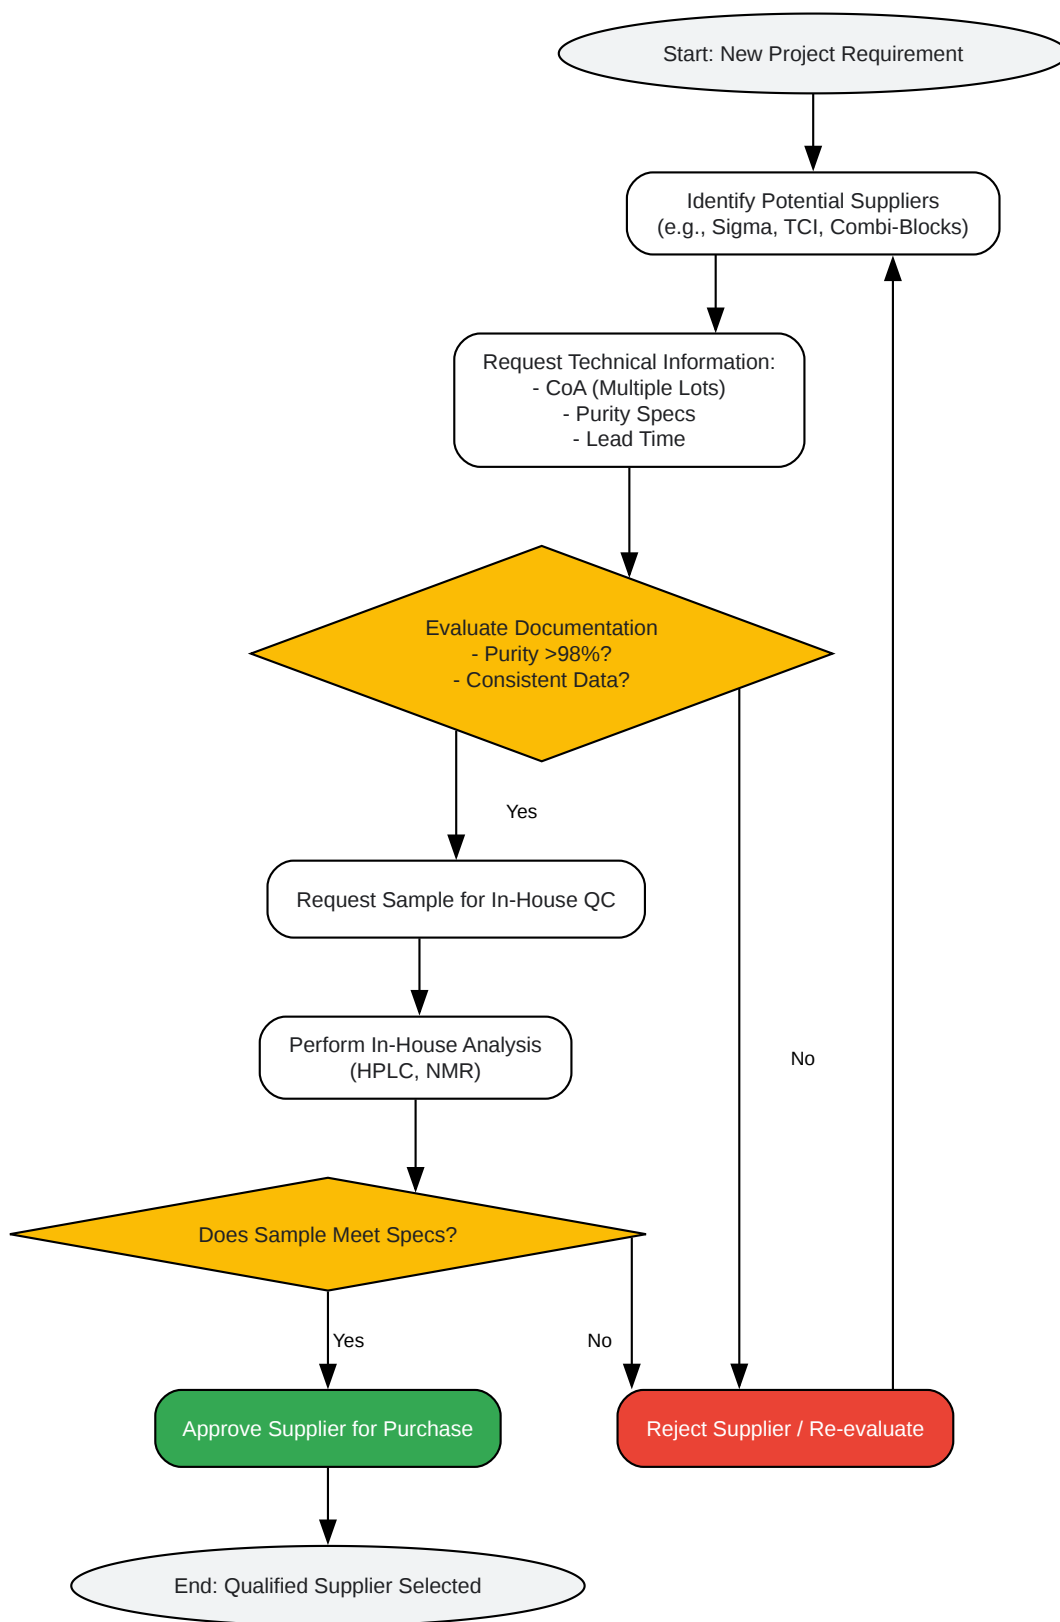 Start: New Project Requirement
Identify Potential Suppliers
(e.g., Sigma, TCI, Combi-Blocks)
Request Technical Information:
- CoA (Multiple Lots)
- Purity Specs
- Lead Time
Evaluate Documentation
- Purity >98%?
- Consistent Data?
Yes
Request Sample for In-House QC
Perform In-House Analysis
(HPLC, NMR)
No
Does Sample Meet Specs?
Yes
No
Approve Supplier for Purchase
Reject Supplier / Re-evaluate
End: Qualified Supplier Selected